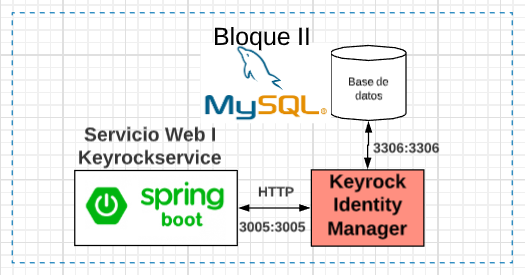 Bloque II
MySQL®
Base de
datos
Servicio Web I
Keyrockservice
3306:3306
spring
boot
HTTP
3005:3005
Keyrock
Identity
Manager